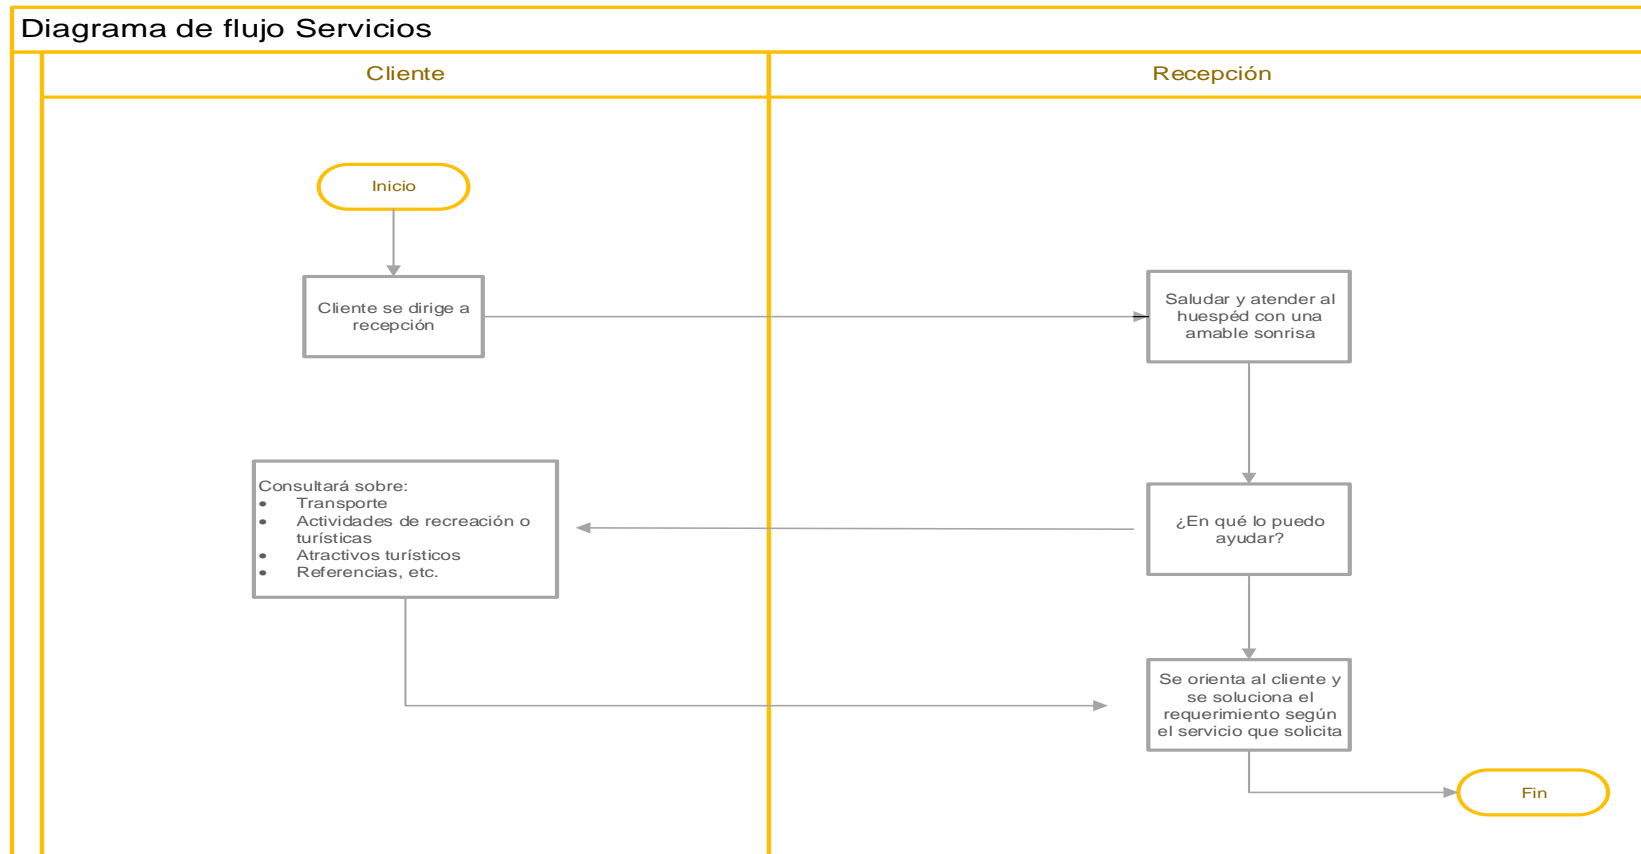 Diagrama de flujo Servicios
Cliente
Recepción
Inicio
Cliente se dirige a
recepción
Saludar y atender al
huespéd con una
amable sonrisa
Consultará sobre:
• Transporte
• Actividades de recreación o
turísticas
• Atractivos turísticos
• Referencias, etc.
¿En qué lo puedo
ayudar?
Se orienta al cliente y
se soluciona el
requerimiento según
el servicio que solicita
Fin